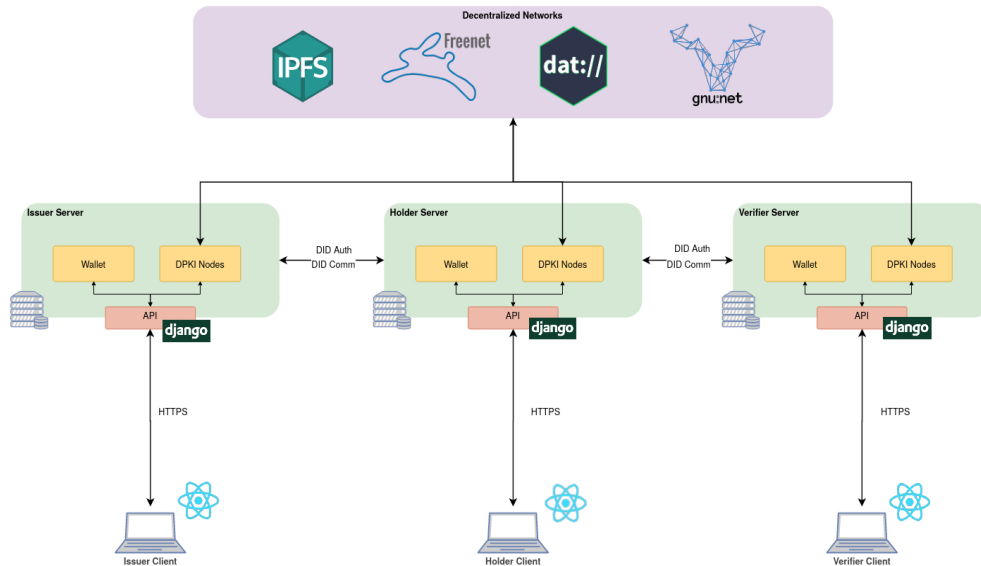 Decentralized Networks
IPFS
Freenet
dat://
gnu:net
Issuer Server
Holder Server
Verifier Server
Wallet
DPKI Nodes
DID Auth
DID Comm
Wallet
DPKI Nodes
DID Auth
DID Comm
Wallet
DPKI Nodes
API
django
API
django
API
django
HTTPS
HTTPS
HTTPS
Issuer Client
Holder Client
Verifier Client